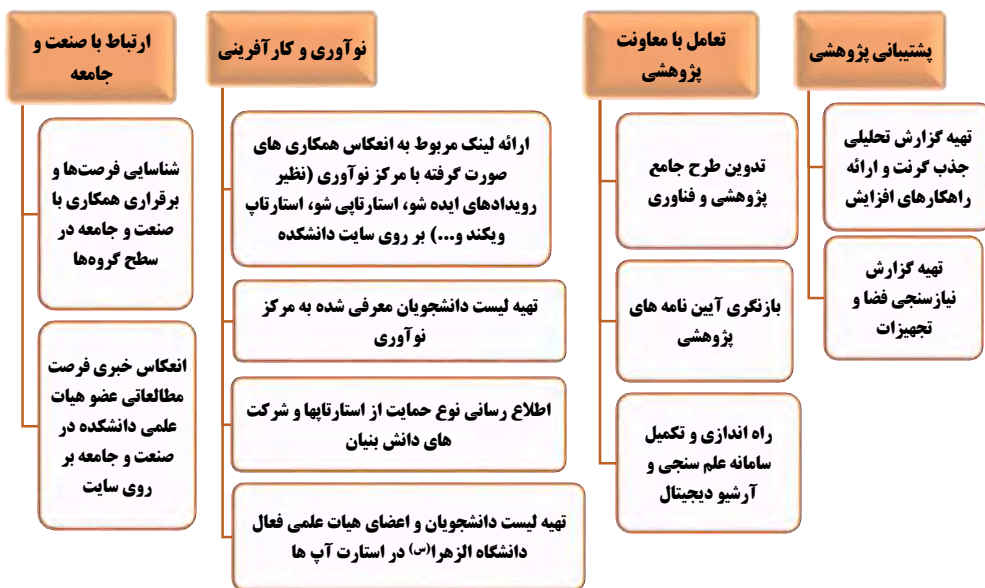 پشتیبانی پژوهشی
تهیه گزارش تحلیلی
جذب گرنت و ارائه
راهکارهای افزایش
تهیه گزارش
نیازسنجی فضا و
تجهیزات
تعامل با معاونت
پژوهشی
تدوین طرح جامع
پژوهشی و فناوری
بازنگری آیین نامه های
پژوهشی
راه اندازی و تکمیل
سامانه علم سنجی و
آرشیو دیجیتال
نوآوری و کارآفرینی
ارائه لینک مربوط به انعکاس همکاری های
صورت گرفته با مرکز نوآوری (نظیر
رویدادهای ایده شو، استارتاپی شو، استارتاپ
ویکند و...) بر روی سایت دانشکده
تهیه لیست دانشجویان معرفی شده به مرکز
نوآوری
اطلاع رسانی نوع حمایت از استارتاپها و شرکت
های دانش بنیان
تهیه لیست دانشجویان و اعضای هیات علمی فعال
دانشگاه الزهرا(س) در استارت آپ ها
ارتباط با صنعت و
جامعه
شناسایی فرصت‌ها و
برقراری همکاری با
صنعت و جامعه در
سطح گروه‌ها
انعکاس خبری فرصت
مطالعاتی عضو هیات
علمی دانشکده در
صنعت و جامعه بر
روی سایت